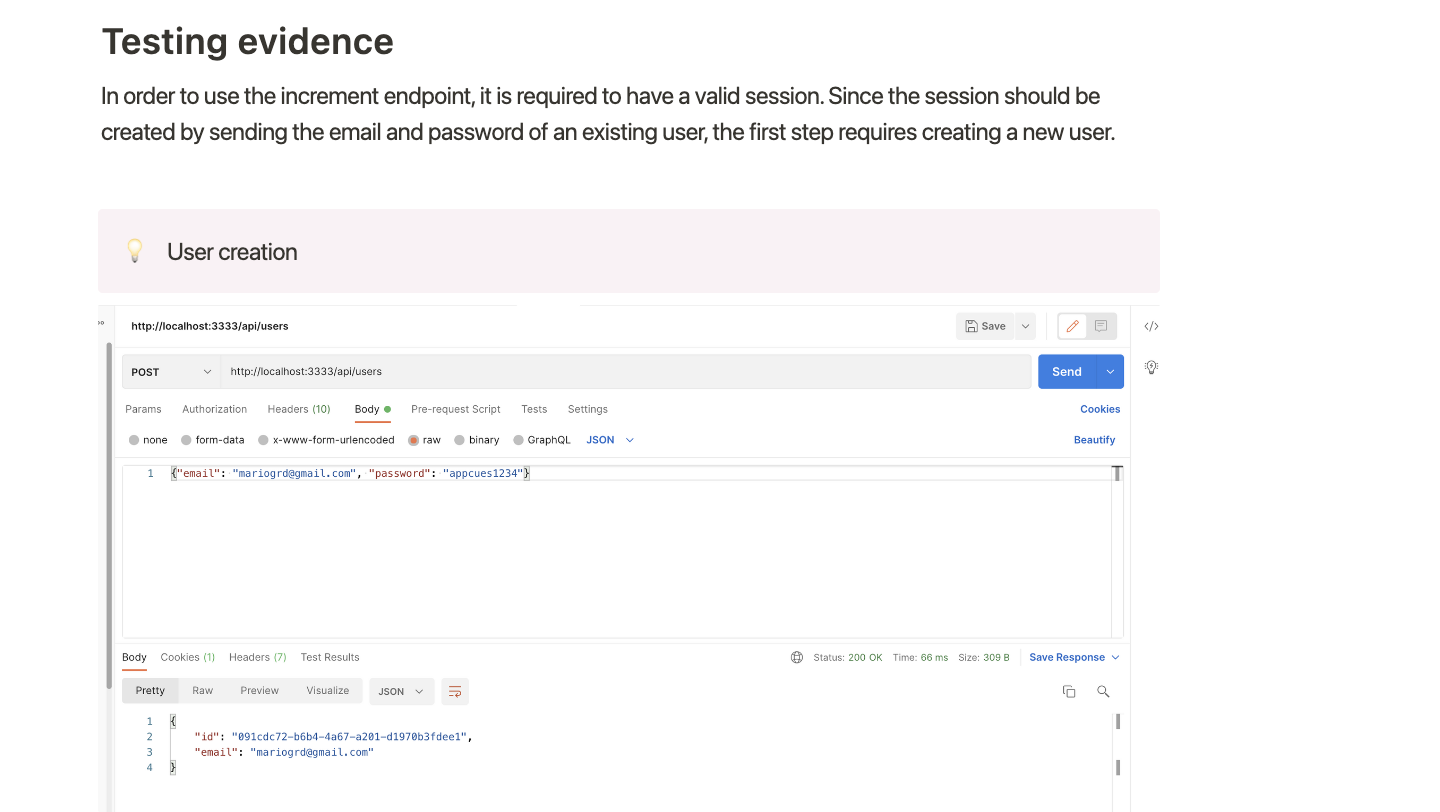 Testing evidence
In order to use the increment endpoint, it is required to have a valid session. Since the session should be
created by sending the email and password of an existing user, the first step requires creating a new user.
User creation
http://localhost:3333/api/users
Save
POST
http://localhost:3333/api/users
Send
Params Authorization Headers (10) Body Pre-request Script Tests Settings Cookies
none form-data x-www-form-urlencoded raw binary GraphQL JSON Beautify
1 {"email": "mariogrd@gmail.com", "password": "appcues1234"}
Body Cookies (1) Headers (7) Test Results Status: 200 OK Time: 66 ms Size: 309 B Save Response
Pretty Raw Preview Visualize JSON
1 {
2 "id": "091cdc72-b6b4-4a67-a201-d1970b3fdee1",
3 "email": "mariogrd@gmail.com"
4 }